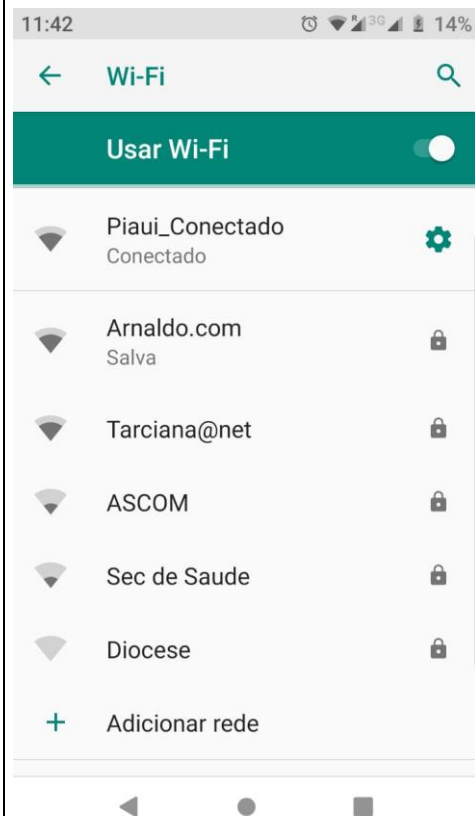 11:42 R 3G 14%
Wi-Fi
Usar Wi-Fi
Piaui_Conectado
Conectado
Arnaldo.com
Salva
Tarciana@net
ASCOM
Sec de Saude
Diocese
Adicionar rede